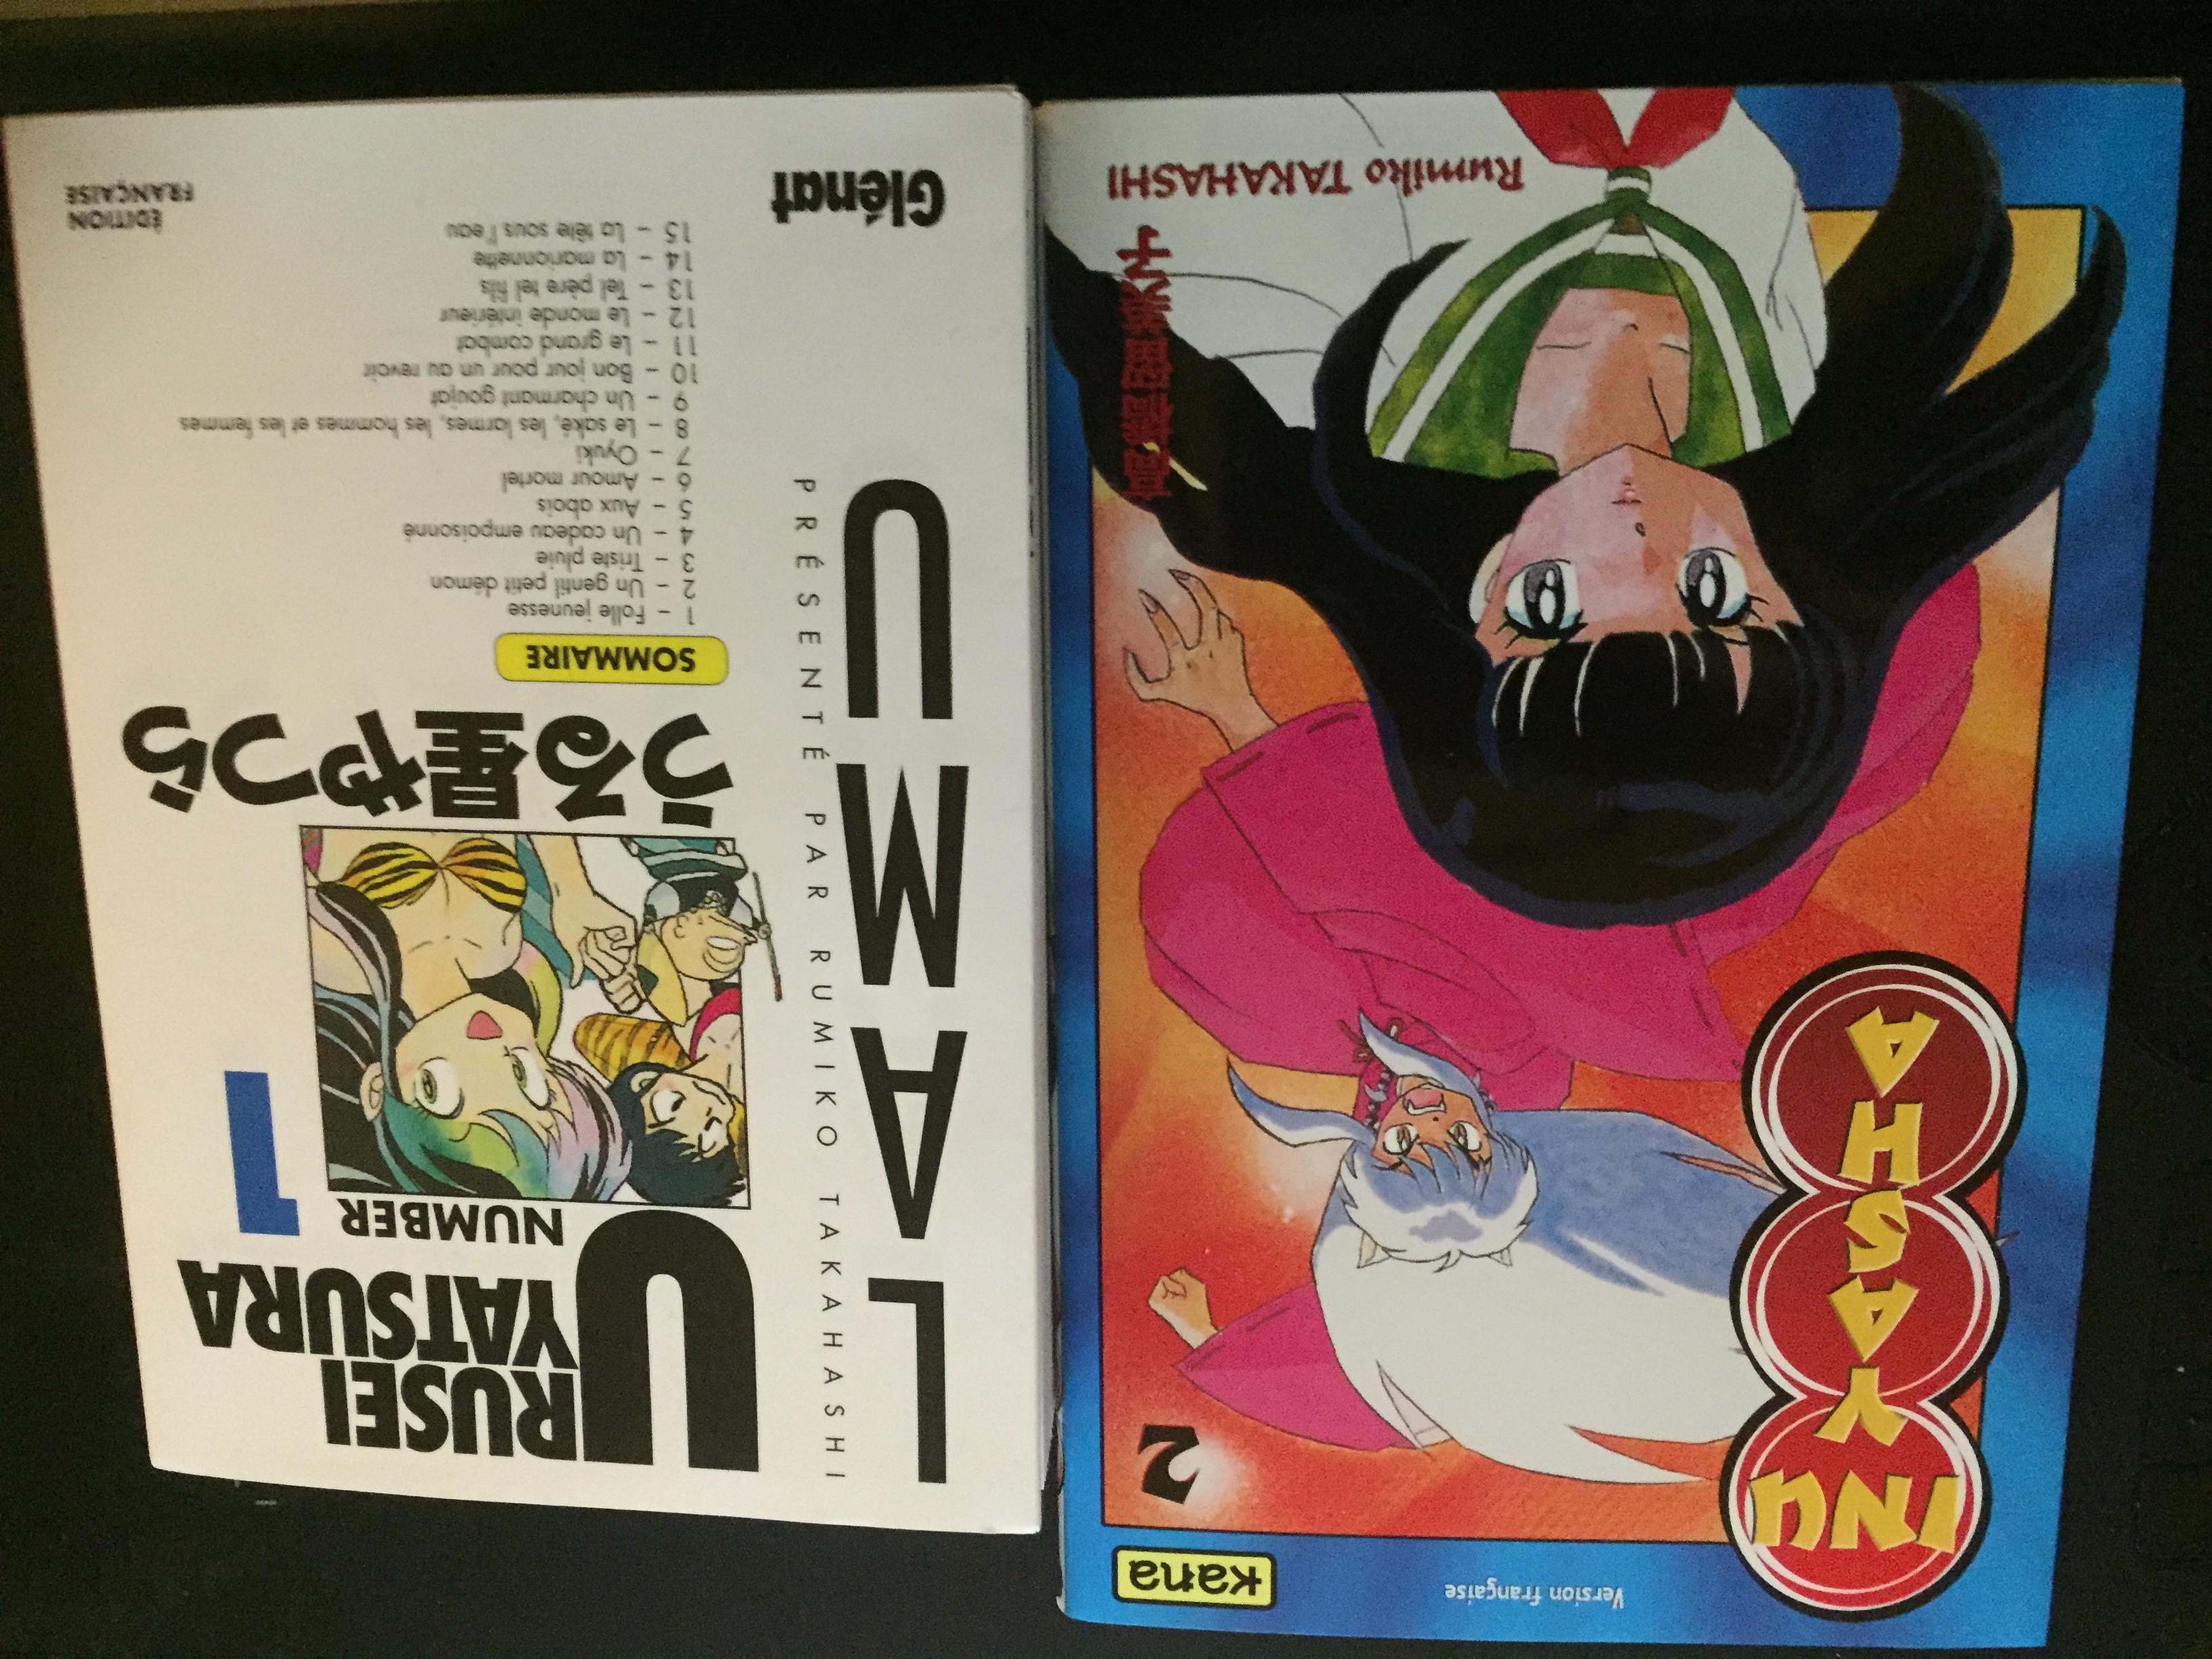 Version française
kana
INU
YASHA
2
高橋留美子
Rumiko TAKAHASHI
LAMU
PRÉSENTÉ PAR RUMIKO TAKAHASHI
URUSEI
YATSURA
NUMBER 1
うる星やつら
SOMMAIRE
1 – Folle jeunesse
2 – Un gentil petit démon
3 – Triste pluie
4 – Un cadeau empoisonné
5 – Aux abois
6 – Amour mortel
7 – Oyuki
8 – Le saké, les larmes, les hommes et les femmes
9 – Un charmant goujat
10 – Bon jour pour un au revoir
11 – Le grand combat
12 – Le monde intérieur
13 – Tel père tel fils
14 – La marionnette
15 – La tête sous l'eau
Glénat
ÉDITION
FRANÇAISE